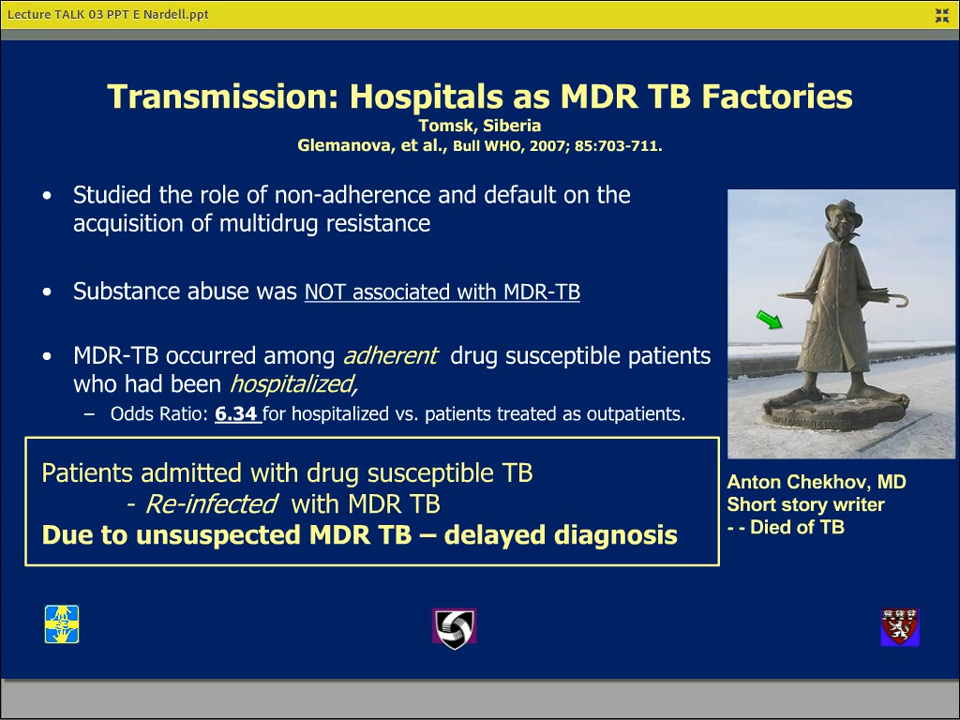 Lecture TALK 03 PPT E Nardell.ppt
Transmission: Hospitals as MDR TB Factories
Tomsk, Siberia
Glemanova, et al., Bull WHO, 2007; 85:703-711.
• Studied the role of non-adherence and default on the
acquisition of multidrug resistance
• Substance abuse was NOT associated with MDR-TB
• MDR-TB occurred among adherent drug susceptible patients
who had been hospitalized,
– Odds Ratio: 6.34 for hospitalized vs. patients treated as outpatients.
Patients admitted with drug susceptible TB
- Re-infected with MDR TB
Due to unsuspected MDR TB – delayed diagnosis
Anton Chekhov, MD
Short story writer
- - Died of TB